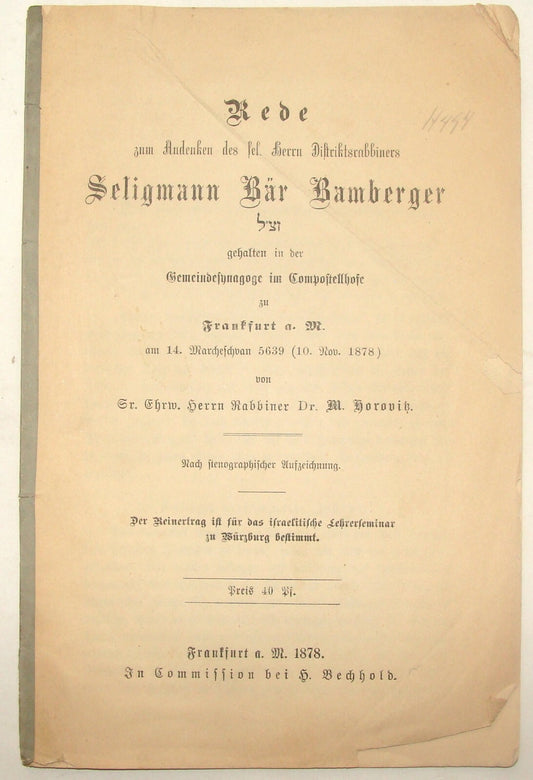 Rede
zum Andenken des sel. Herrn Distriktsrabbiners
Seligmann Bär Bamberger
זצ״ל
gehalten in der
Gemeindesynagoge im Compostellhofe
zu
Frankfurt a. M.
am 14. Marcheschvan 5639 (10. Nov. 1878)
von
Sr. Ehrw. Herrn Rabbiner Dr. M. Horovitz.
Nach stenographischer Aufzeichnung.
Der Reinertrag ist für das israelitische Lehrerseminar
zu Würzburg bestimmt.
Preis 40 Pf.
Frankfurt a. M. 1878.
In Commission bei H. Bechhold.